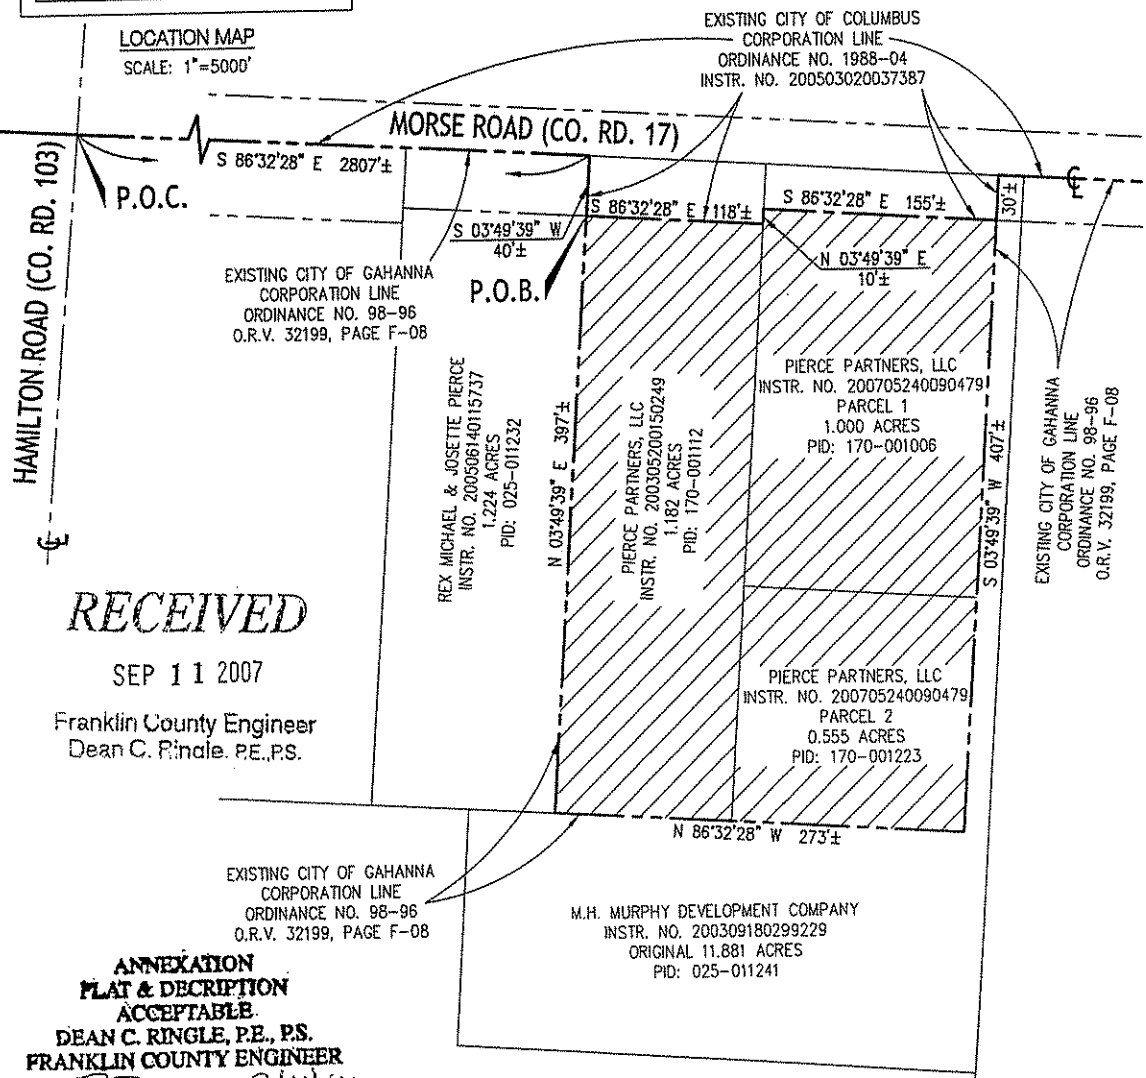 LOCATION MAP
SCALE: 1"=5000'
EXISTING CITY OF COLUMBUS
CORPORATION LINE
ORDINANCE NO. 1988-04
INSTR. NO. 200503020037387
MORSE ROAD (CO. RD. 17)
HAMILTON ROAD (CO. RD. 103)
P.O.C.
S 86°32'28" E 2807'±
S 86°32'28" E 118'±
S 86°32'28" E 155'±
30'±
S 03°49'39" W
40'±
N 03°49'39" E
10'±
P.O.B.
EXISTING CITY OF GAHANNA
CORPORATION LINE
ORDINANCE NO. 98-96
O.R.V. 32199, PAGE F-08
REX MICHAEL & JOSETTE PIERCE
INSTR. NO. 200506140115737
1.224 ACRES
PID: 025-011232
N 03°49'39" E 397'±
PIERCE PARTNERS, LLC
INSTR. NO. 200305200150249
1.182 ACRES
PID: 170-001112
PIERCE PARTNERS, LLC
INSTR. NO. 200705240090479
PARCEL 1
1.000 ACRES
PID: 170-001006
S 03°49'39" W 407'±
EXISTING CITY OF GAHANNA
CORPORATION LINE
ORDINANCE NO. 98-96
O.R.V. 32199, PAGE F-08
RECEIVED
SEP 11 2007
Franklin County Engineer
Dean C. Ringle, P.E.,P.S.
PIERCE PARTNERS, LLC
INSTR. NO. 200705240090479
PARCEL 2
0.555 ACRES
PID: 170-001223
N 86°32'28" W 273'±
EXISTING CITY OF GAHANNA
CORPORATION LINE
ORDINANCE NO. 98-96
O.R.V. 32199, PAGE F-08
M.H. MURPHY DEVELOPMENT COMPANY
INSTR. NO. 200309180299229
ORIGINAL 11.881 ACRES
PID: 025-011241
ANNEXATION
PLAT & DECRIPTION
ACCEPTABLE
DEAN C. RINGLE, P.E., P.S.
FRANKLIN COUNTY ENGINEER